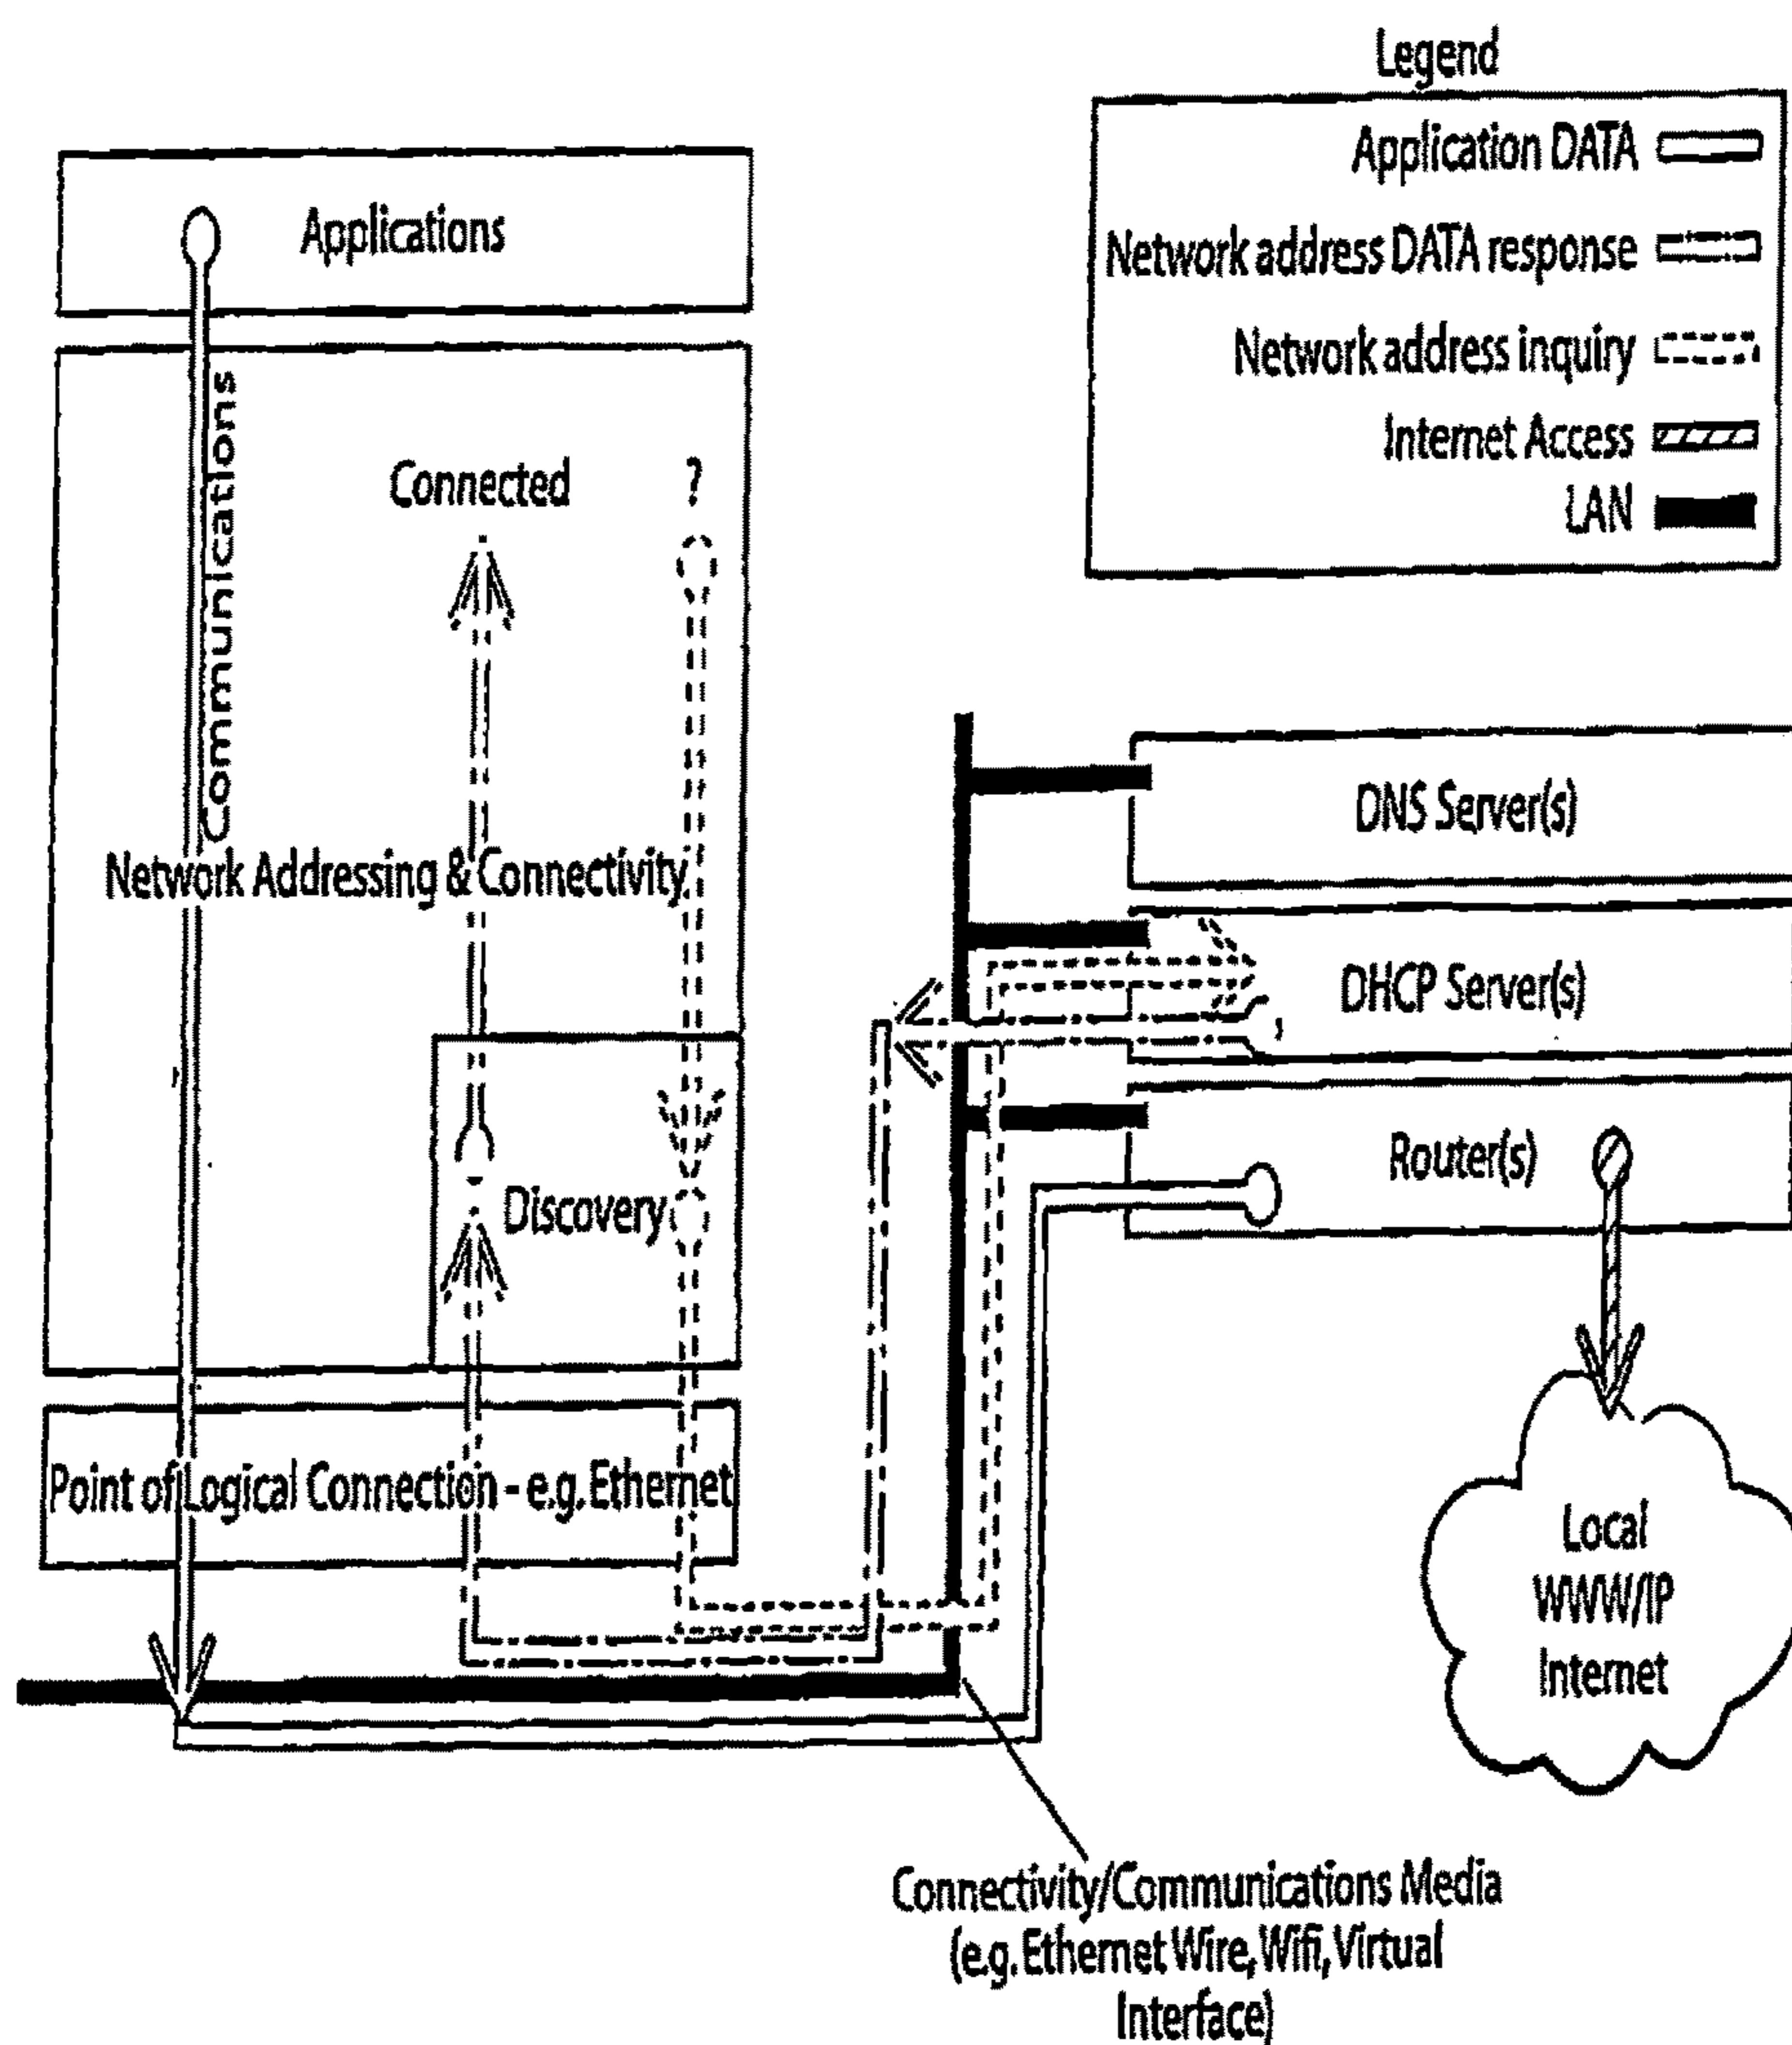 Legend
Application DATA
Network address DATA response
Network address inquiry
Internet Access
LAN
Applications
Communications
Connected
?
Network Addressing & Connectivity
Discovery
Point of Logical Connection - e.g. Ethernet
DNS Server(s)
DHCP Server(s)
Router(s)
Local
WWW/IP
Internet
Connectivity/Communications Media
(e.g. Ethernet Wire, Wifi, Virtual
Interface)